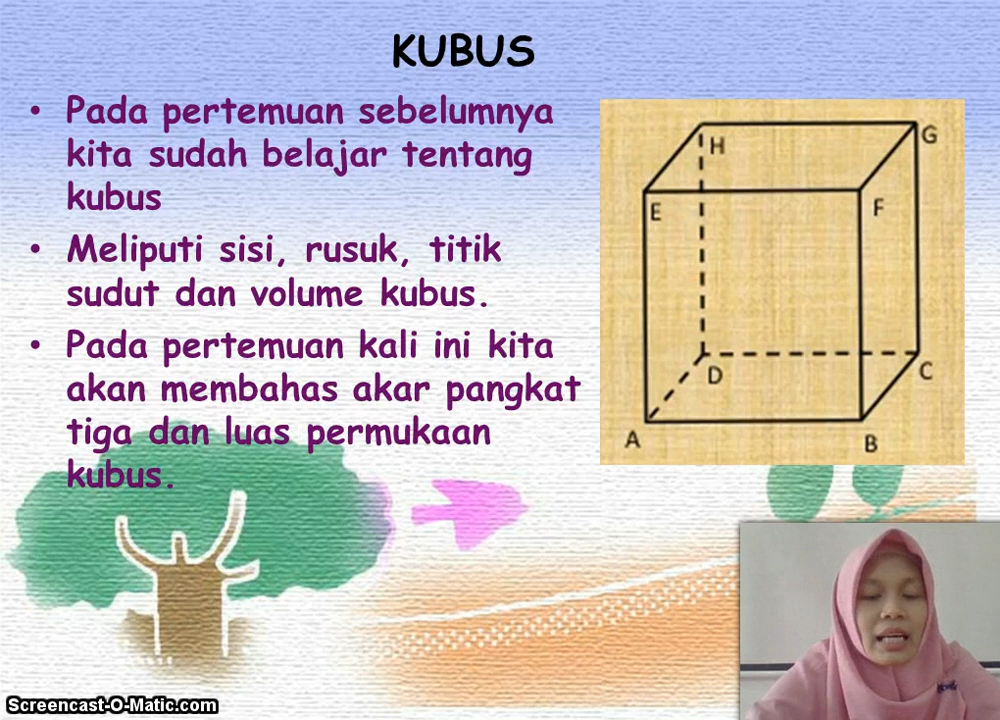 KUBUS
• Pada pertemuan sebelumnya
kita sudah belajar tentang
kubus
• Meliputi sisi, rusuk, titik
sudut dan volume kubus.
• Pada pertemuan kali ini kita
akan membahas akar pangkat
tiga dan luas permukaan
kubus.
H
G
E
F
D
C
A
B
Screencast-O-Matic.com